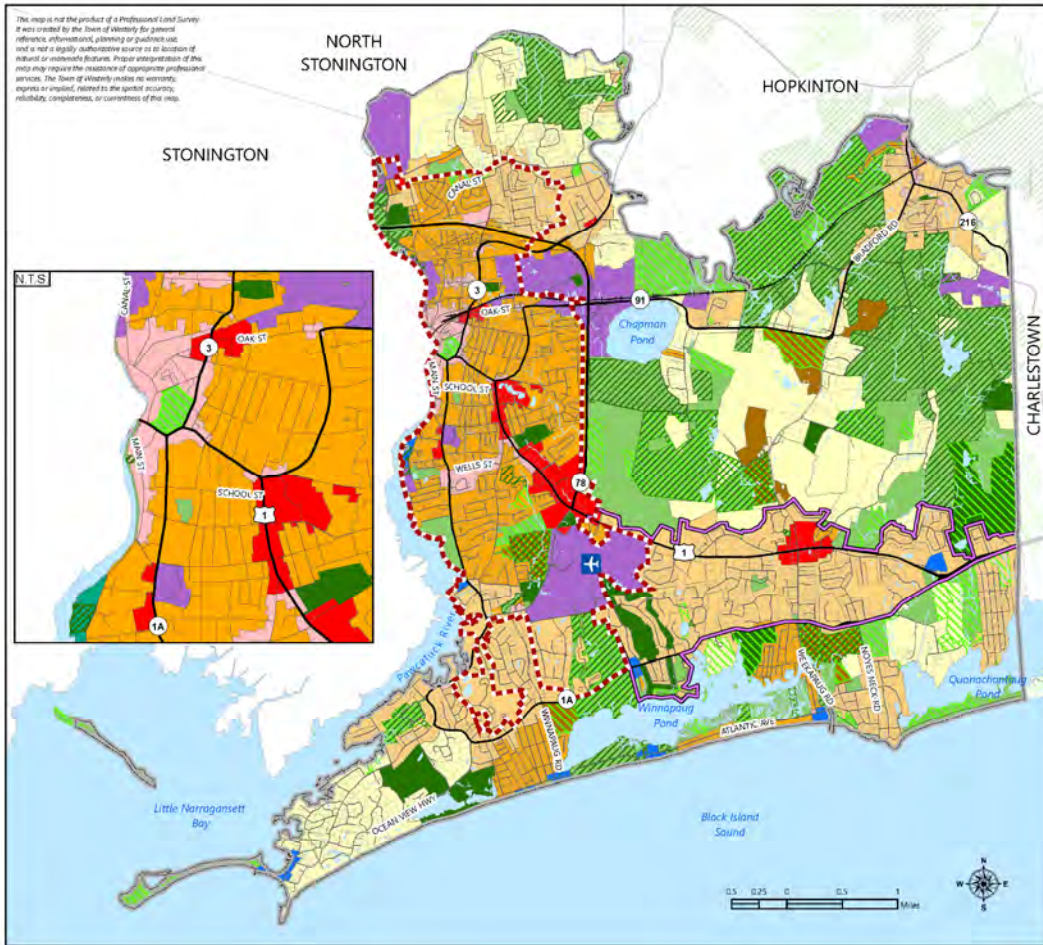 This map is not the product of a Professional Land Survey.
It was created by the Town of Westerly for general
reference, informational, planning or guidance use,
and is not a legally authoritative source as to location of
natural or manmade features. Proper interpretation of this
map may require the assistance of appropriate professional
services. The Town of Westerly makes no warranty,
express or implied, related to the spatial accuracy,
reliability, completeness, or currentness of this map.
NORTH
STONINGTON
HOPKINTON
STONINGTON
CANAL ST
216
BRADFORD RD
N.T.S
CANAL ST
3
OAK ST
91
Chapman
Pond
CHARLESTOWN
3
OAK ST
MAIN ST
SCHOOL ST
MAIN ST
SCHOOL ST
1
WELLS ST
78
1
1A
Pawcatuck River
1A
WINNAPAUG RD
Winnapaug
Pond
WEEKAPAUG RD
NOYES NECK RD
Quonochontaug
Pond
ATLANTIC AVE
OCEAN VIEW HWY
Little Narragansett
Bay
Block Island
Sound
0.5 0.25 0 0.5 1
Miles
N
W E
S